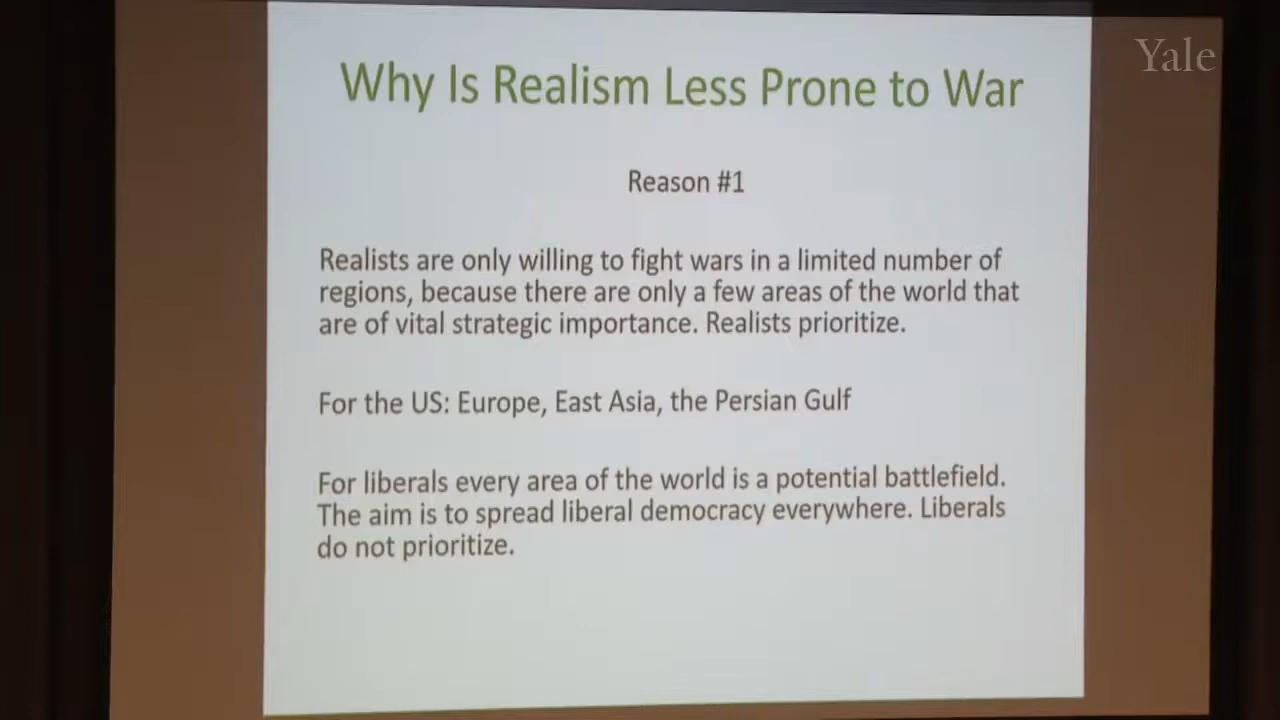 Yale
Why Is Realism Less Prone to War
Reason #1
Realists are only willing to fight wars in a limited number of
regions, because there are only a few areas of the world that
are of vital strategic importance. Realists prioritize.
For the US: Europe, East Asia, the Persian Gulf
For liberals every area of the world is a potential battlefield.
The aim is to spread liberal democracy everywhere. Liberals
do not prioritize.